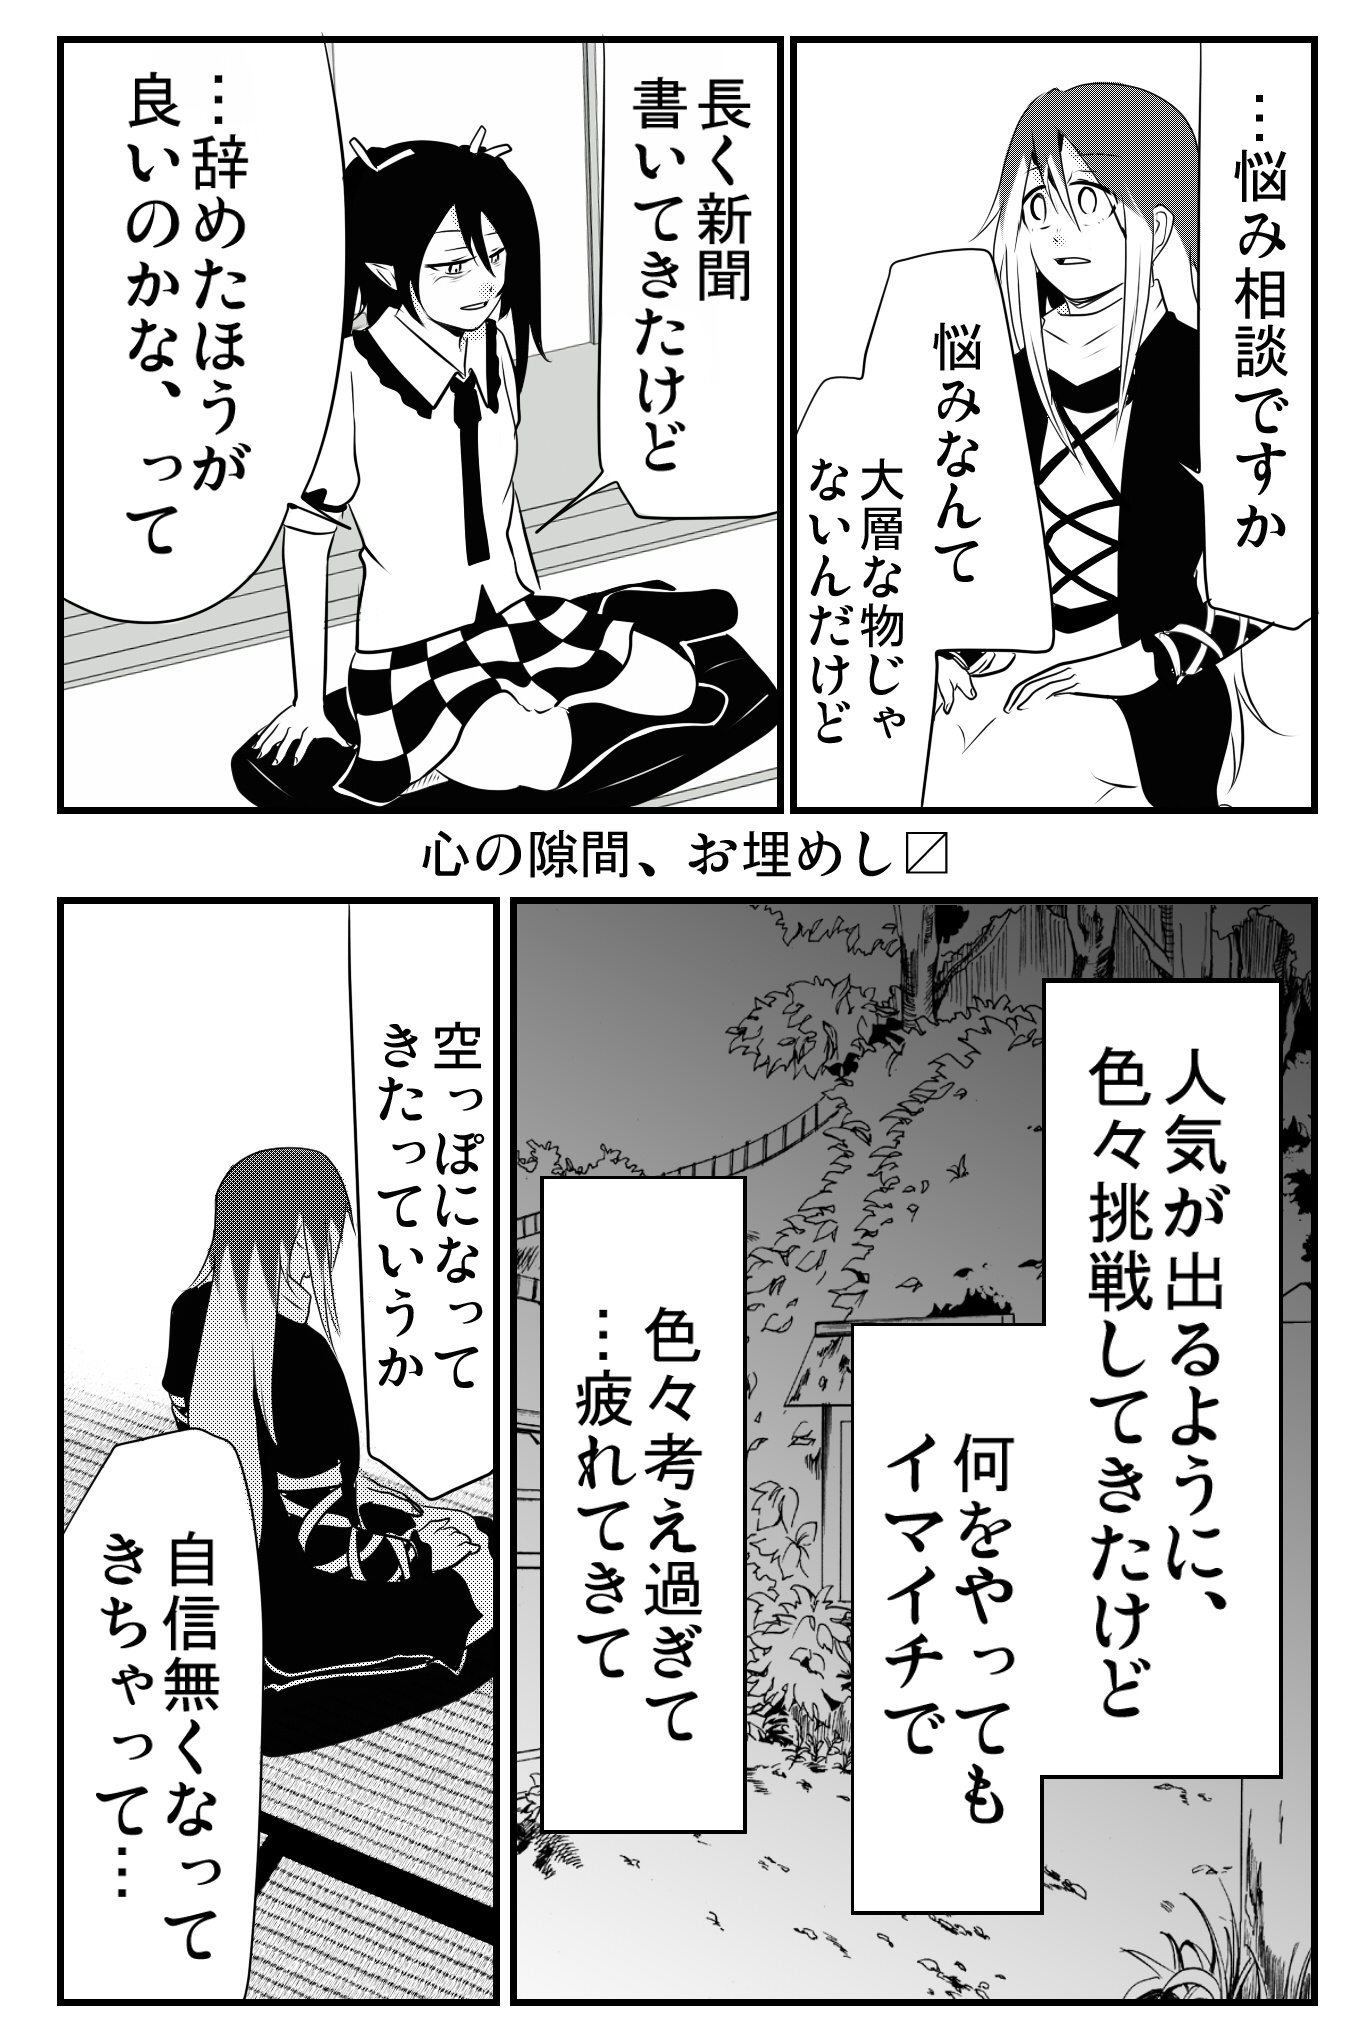 …悩み相談ですか
悩みなんて
大層な物じゃ
ないんだけど
長く新聞
書いてきたけど
…辞めたほうが
良いのかな、って
心の隙間、お埋めし〼
人気が出るように、
色々挑戦してきたけど
何をやっても
イマイチで
色々考え過ぎて
…疲れてきて
空っぽになって
きたっていうか
自信無くなって
きちゃって…